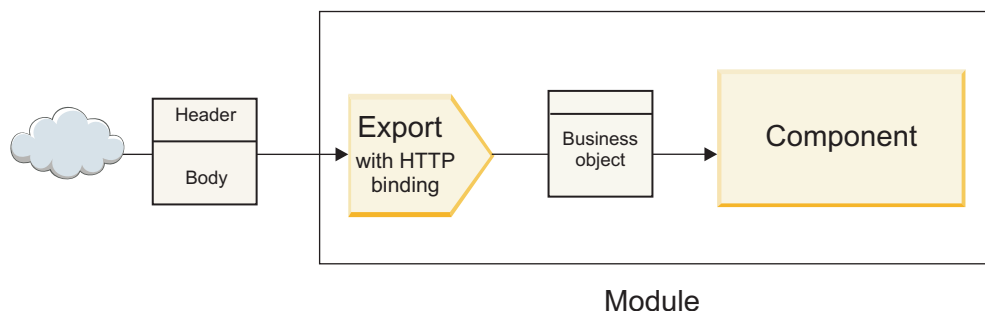 Header
Body
Export
with HTTP
binding
Business
object
Component
Module